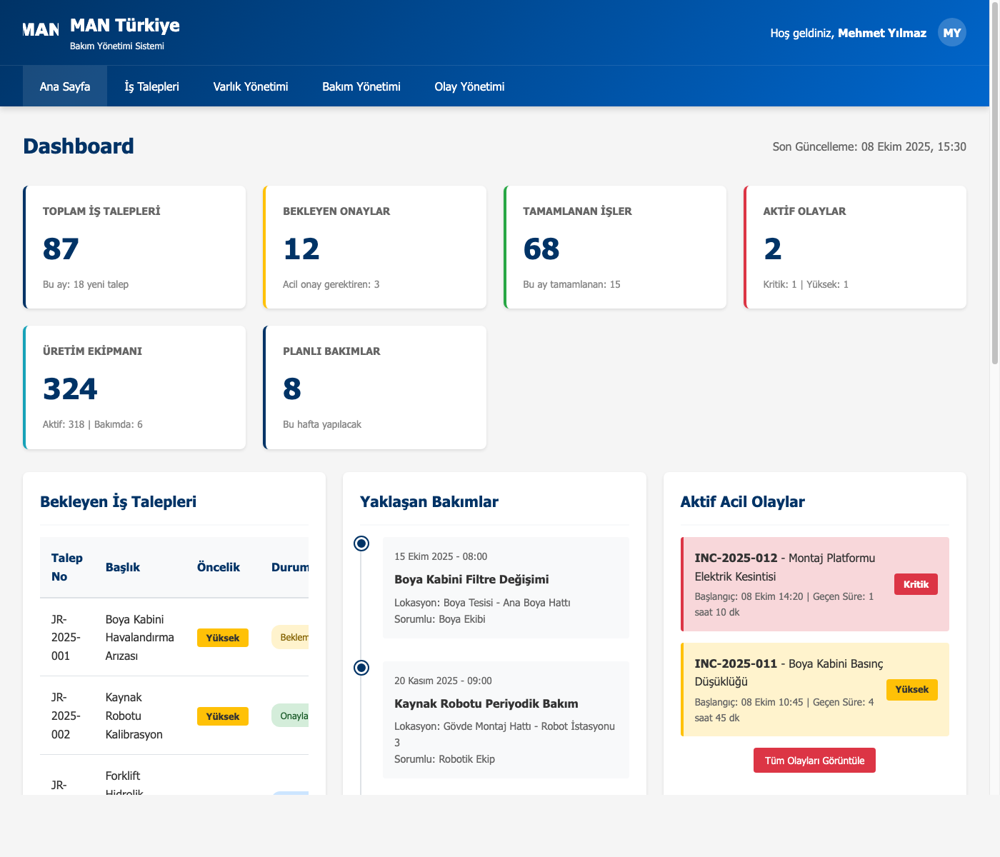 MAN
MAN Türkiye
Bakım Yönetimi Sistemi
Hoş geldiniz, Mehmet Yılmaz
MY
Ana Sayfa
İş Talepleri
Varlık Yönetimi
Bakım Yönetimi
Olay Yönetimi
Dashboard
Son Güncelleme: 08 Ekim 2025, 15:30
TOPLAM İŞ TALEPLERİ
87
Bu ay: 18 yeni talep
BEKLEYEN ONAYLAR
12
Acil onay gerektiren: 3
TAMAMLANAN İŞLER
68
Bu ay tamamlanan: 15
AKTİF OLAYLAR
2
Kritik: 1 | Yüksek: 1
ÜRETİM EKİPMANI
324
Aktif: 318 | Bakımda: 6
PLANLI BAKIMLAR
8
Bu hafta yapılacak
Bekleyen İş Talepleri
Talep
No
Başlık
Öncelik
Durum
JR-
2025-
001
Boya Kabini
Havalandırma
Arızası
Yüksek
Beklem
JR-
2025-
002
Kaynak
Robotu
Kalibrasyon
Yüksek
Onayla
JR-
Forklift
Hidrolik
Yaklaşan Bakımlar
15 Ekim 2025 - 08:00
Boya Kabini Filtre Değişimi
Lokasyon: Boya Tesisi - Ana Boya Hattı
Sorumlu: Boya Ekibi
20 Kasım 2025 - 09:00
Kaynak Robotu Periyodik Bakım
Lokasyon: Gövde Montaj Hattı - Robot İstasyonu
3
Sorumlu: Robotik Ekip
Aktif Acil Olaylar
INC-2025-012 - Montaj Platformu
Elektrik Kesintisi
Başlangıç: 08 Ekim 14:20 | Geçen Süre: 1
saat 10 dk
Kritik
INC-2025-011 - Boya Kabini Basınç
Düşüklüğü
Başlangıç: 08 Ekim 10:45 | Geçen Süre: 4
saat 45 dk
Yüksek
Tüm Olayları Görüntüle